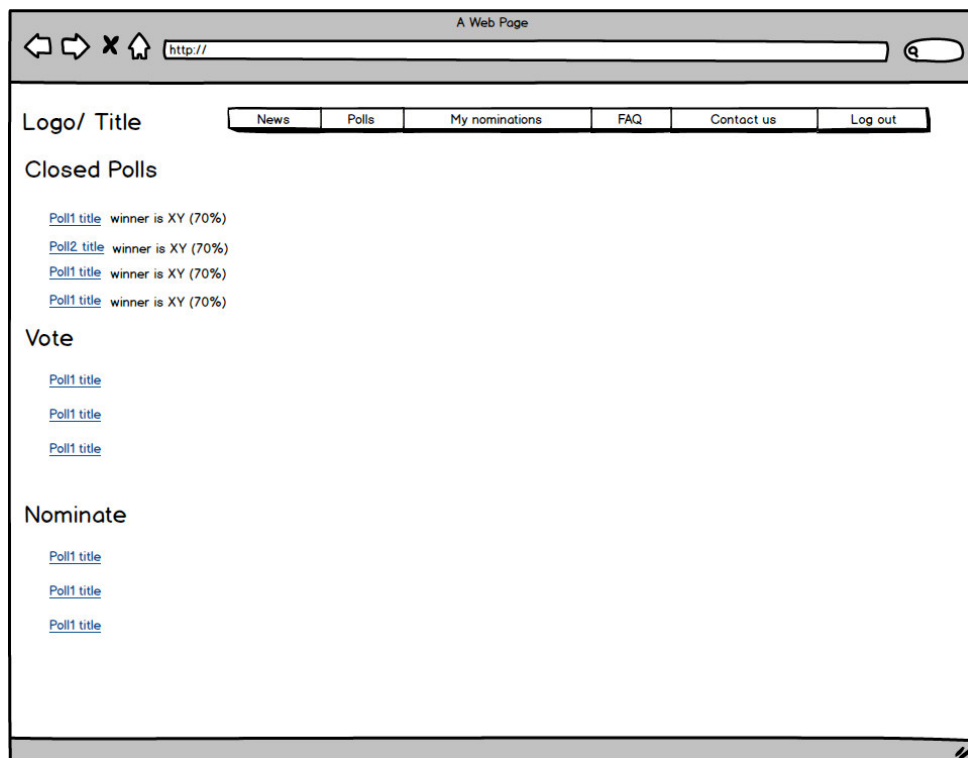 A Web Page
http://
Logo/ Title
News Polls My nominations FAQ Contact us Log out
Closed Polls
Poll1 title winner is XY (70%)
Poll2 title winner is XY (70%)
Poll1 title winner is XY (70%)
Poll1 title winner is XY (70%)
Vote
Poll1 title
Poll1 title
Poll1 title
Nominate
Poll1 title
Poll1 title
Poll1 title